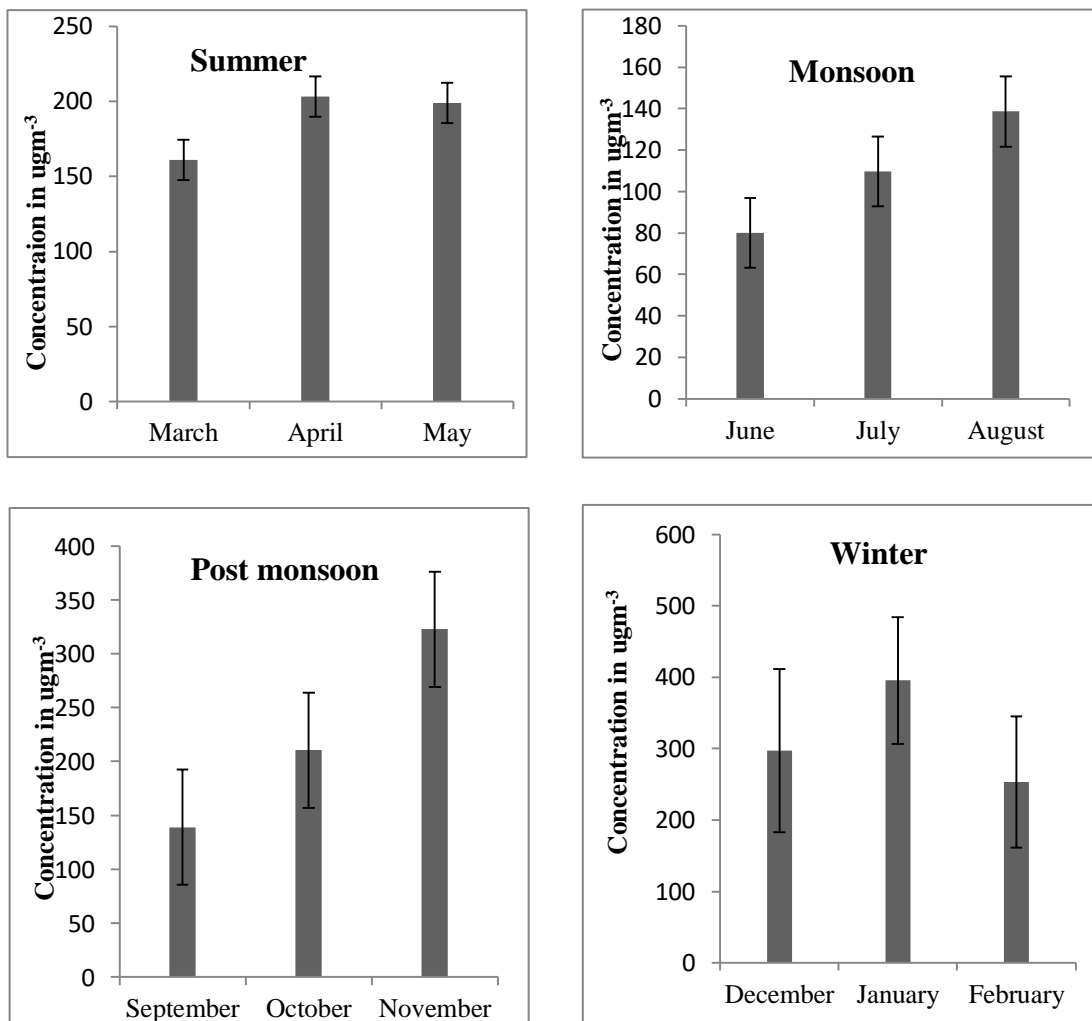 Summer
Concentraion in ugm-3
250
200
150
100
50
0
March April May
Monsoon
Concentration in ugm-3
180
160
140
120
100
80
60
40
20
0
June July August
Post monsoon
Concentration in ugm-3
400
350
300
250
200
150
100
50
0
September October November
Winter
Concentration in ugm-3
600
500
400
300
200
100
0
December January February